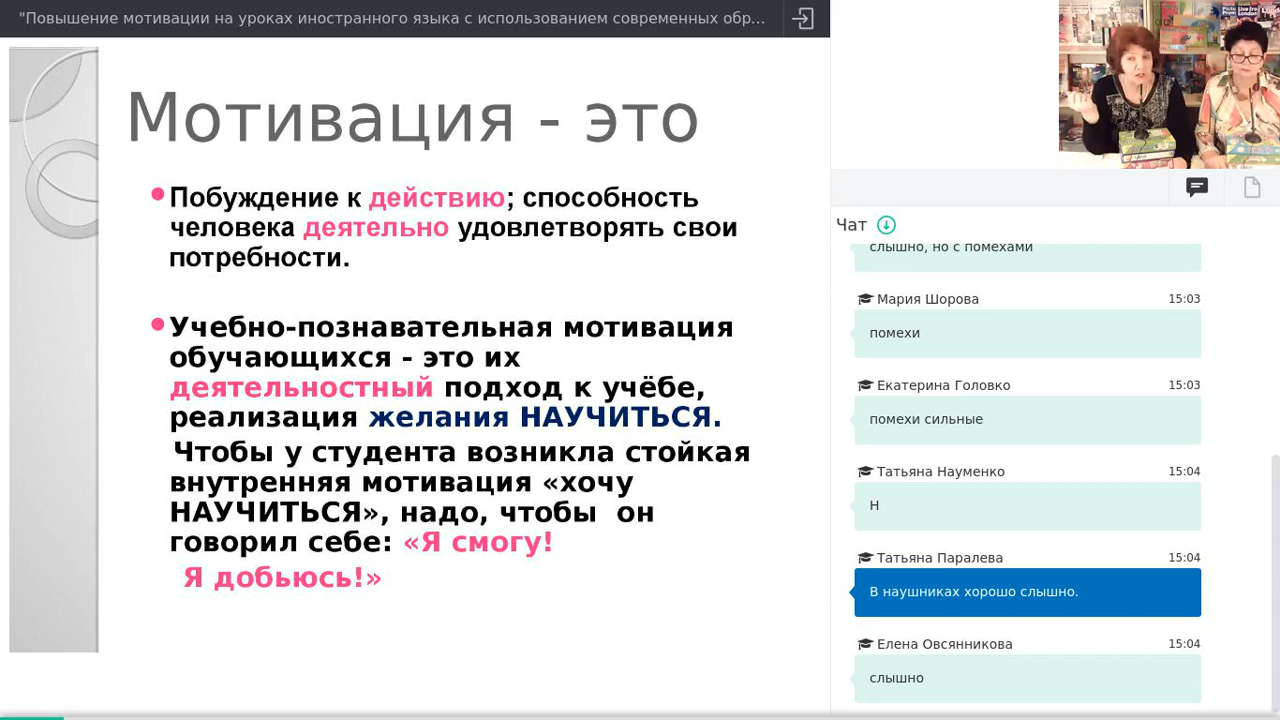 "Повышение мотивации на уроках иностранного языка с использованием современных обр...
Мотивация - это
Побуждение к действию; способность
человека деятельно удовлетворять свои
потребности.
Учебно-познавательная мотивация
обучающихся - это их
деятельностный подход к учёбе,
реализация желания НАУЧИТЬСЯ.
Чтобы у студента возникла стойкая
внутренняя мотивация «хочу
НАУЧИТЬСЯ», надо, чтобы он
говорил себе: «Я смогу!
Я добьюсь!»
Чат
слышно, но с помехами
Мария Шорова 15:03
помехи
Екатерина Головко 15:03
помехи сильные
Татьяна Науменко 15:04
Н
Татьяна Паралева 15:04
В наушниках хорошо слышно.
Елена Овсянникова 15:04
слышно